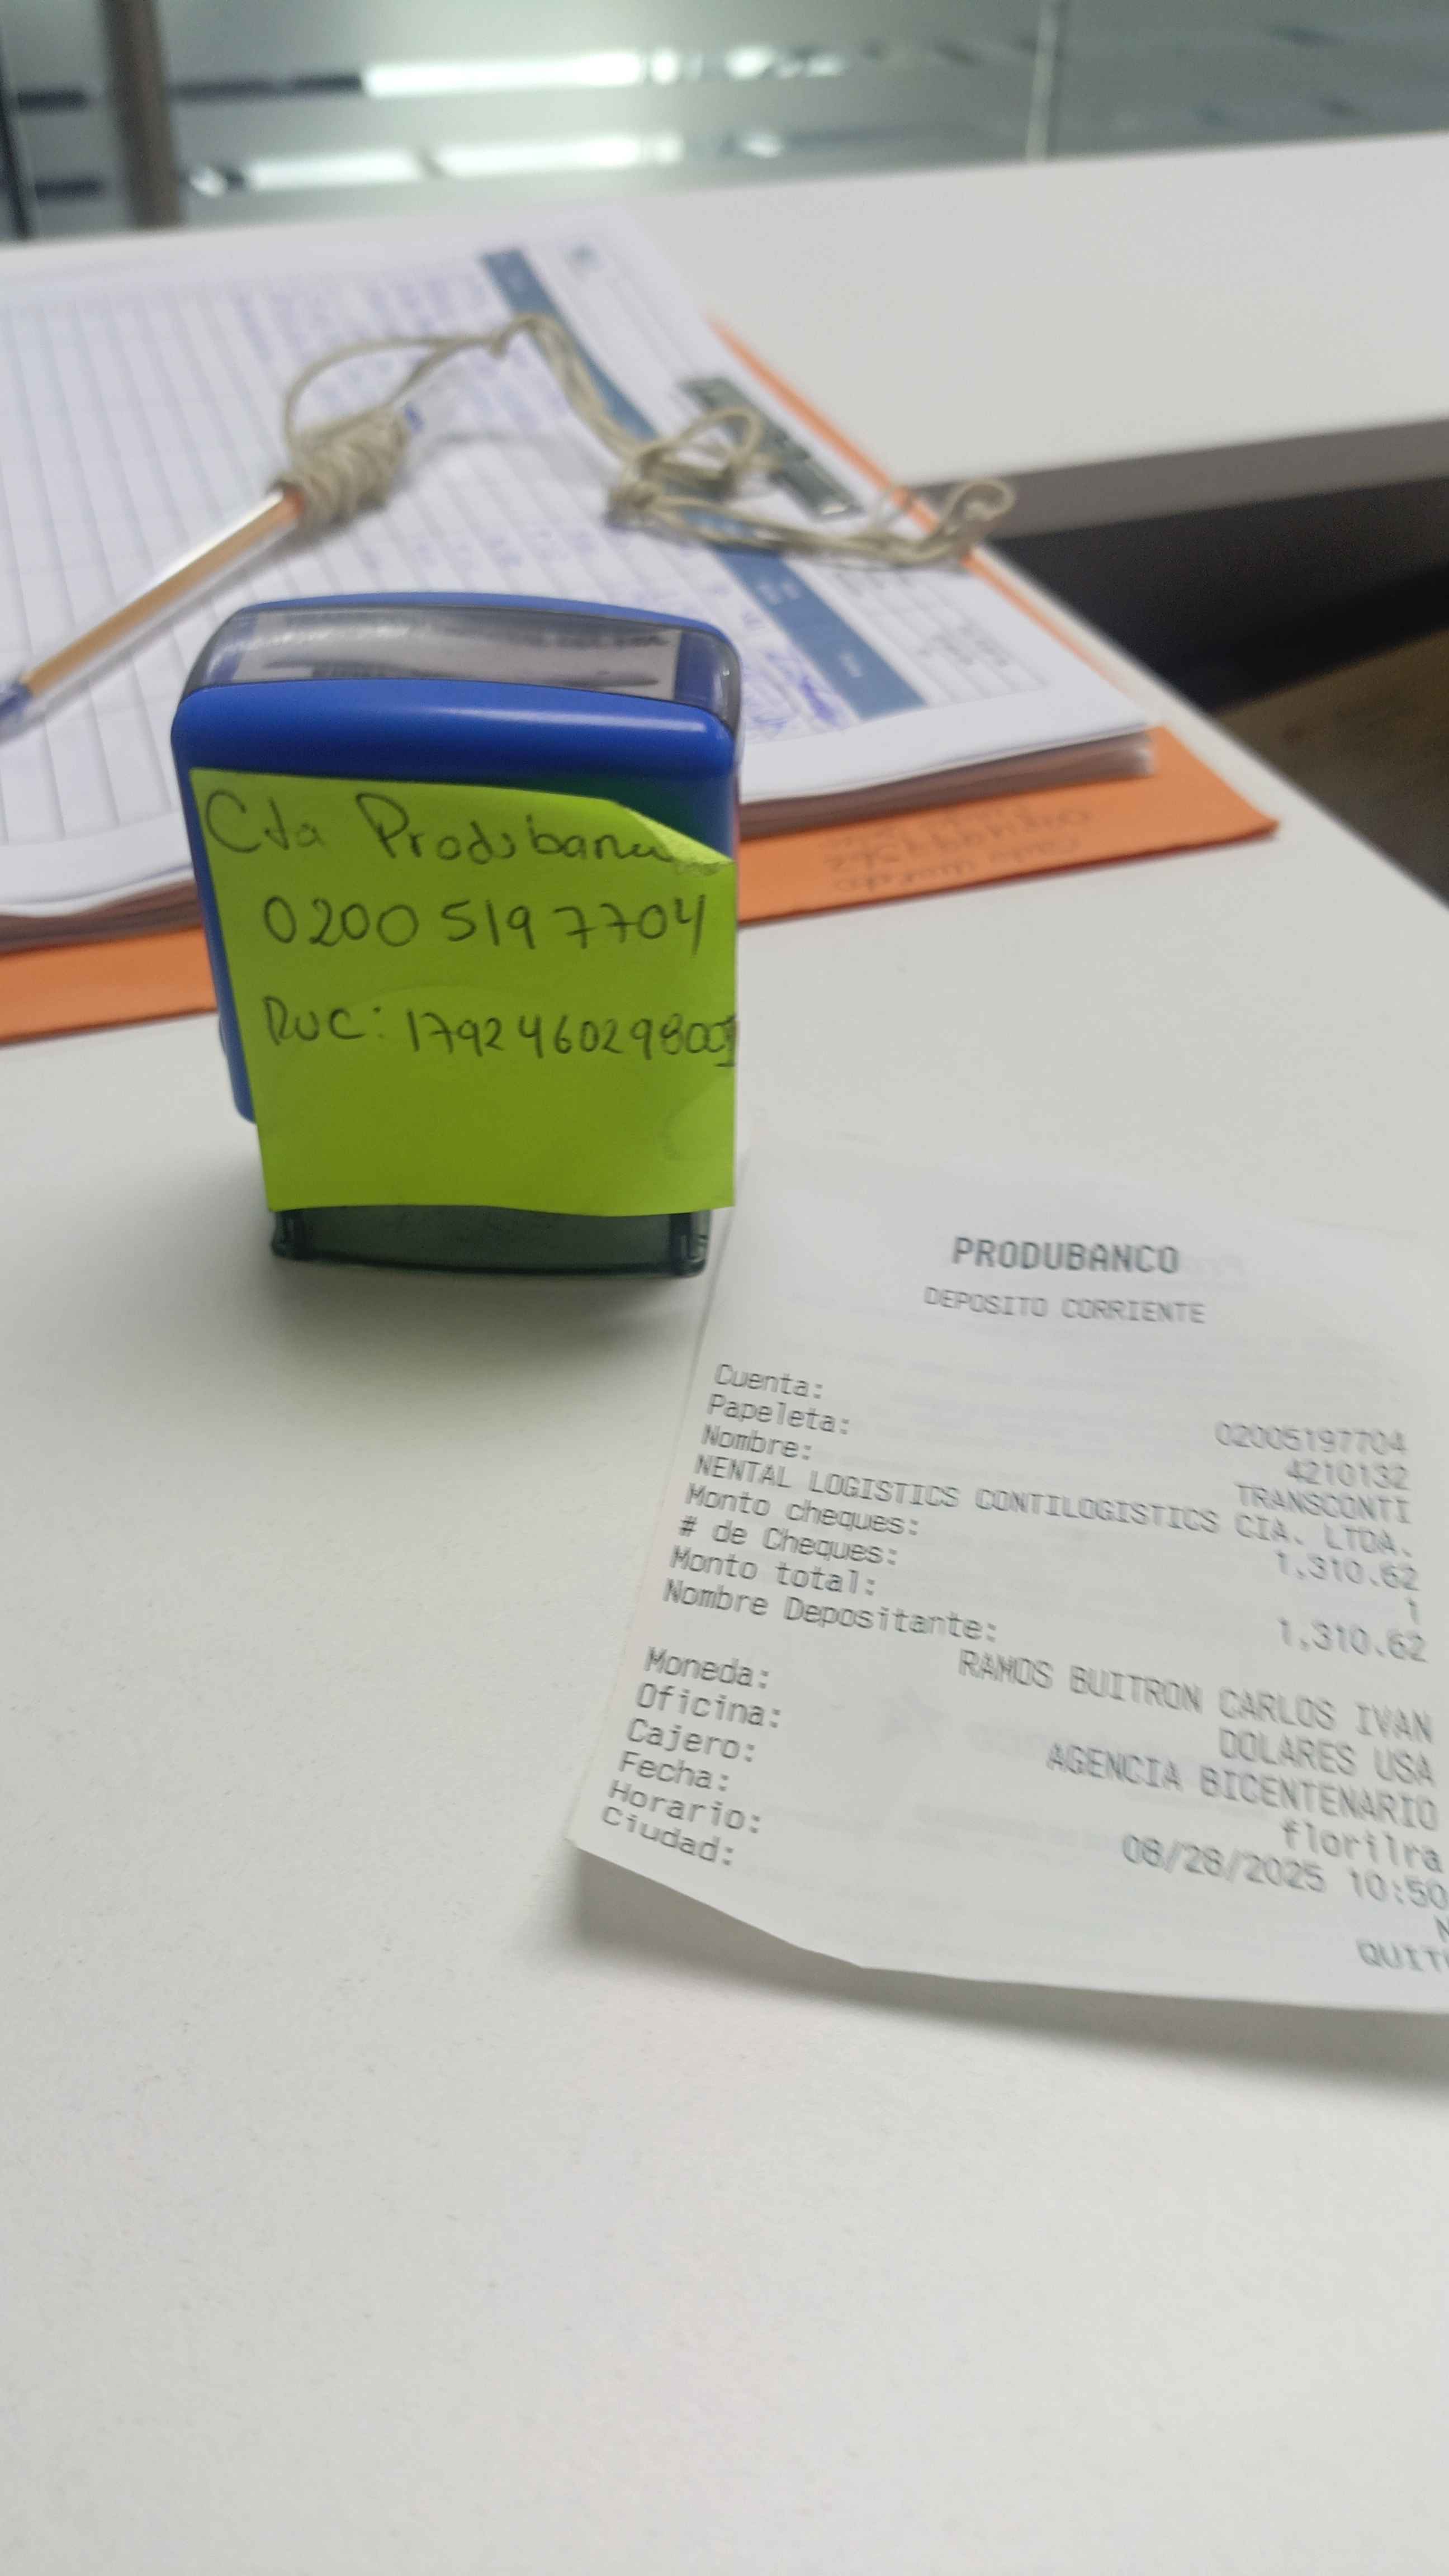 Cta Produbanco
02005197704
RUC: 1792460298001
PRODUBANCO
DEPOSITO CORRIENTE
Cuenta: 02005197704
Papeleta: 4210132
Nombre: TRANSCONTI
NENTAL LOGISTICS CONTILOGISTICS CIA. LTDA.
Monto cheques: 1,310.62
# de Cheques: 1
Monto total: 1,310.62
Nombre Depositante:
RAMOS BUITRON CARLOS IVAN
Moneda: DOLARES USA
Oficina: AGENCIA BICENTENARIO
Cajero: florilra
Fecha: 08/28/2025 10:50
Horario: N
Ciudad: QUITO